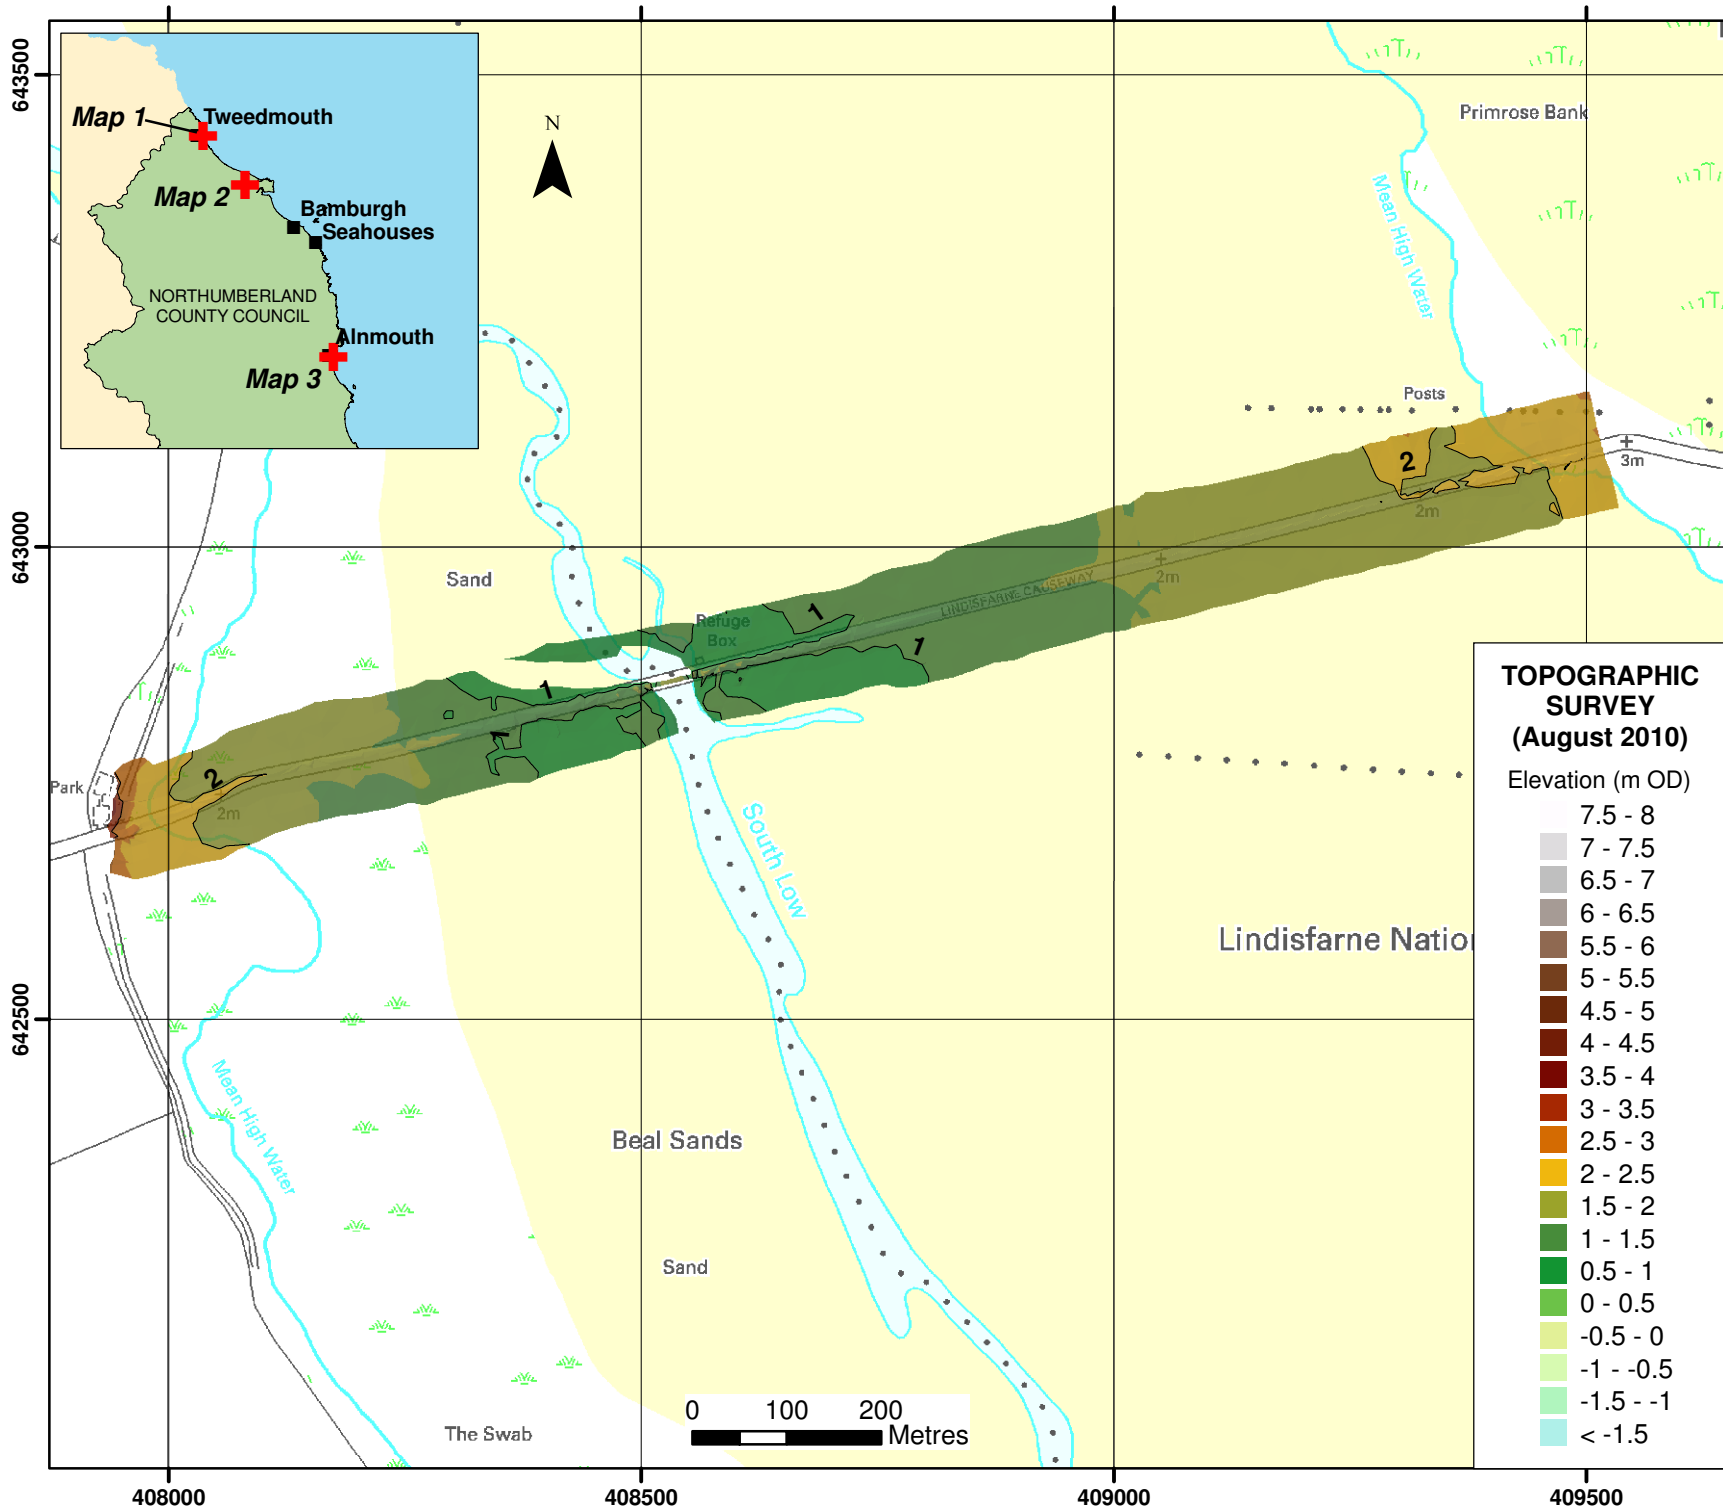 643500
643000
642500
408000
408500
409000
409500
Map 1
Tweedmouth
Map 2
Bamburgh
Seahouses
NORTHUMBERLAND
COUNTY COUNCIL
Alnmouth
Map 3
N
Primrose Bank
Mean High Water
Posts
2
3m
2m
2m
LINDISFARNE CAUSEWAY
Sand
Refuge
Box
1
1
1
1
2
2m
Park
South Low
Lindisfarne Nation
Mean High Water
Beal Sands
Sand
The Swab
0 100 200
Metres
TOPOGRAPHIC
SURVEY
(August 2010)
Elevation (m OD)
7.5 - 8
7 - 7.5
6.5 - 7
6 - 6.5
5.5 - 6
5 - 5.5
4.5 - 5
4 - 4.5
3.5 - 4
3 - 3.5
2.5 - 3
2 - 2.5
1.5 - 2
1 - 1.5
0.5 - 1
0 - 0.5
-0.5 - 0
-1 - -0.5
-1.5 - -1
< -1.5